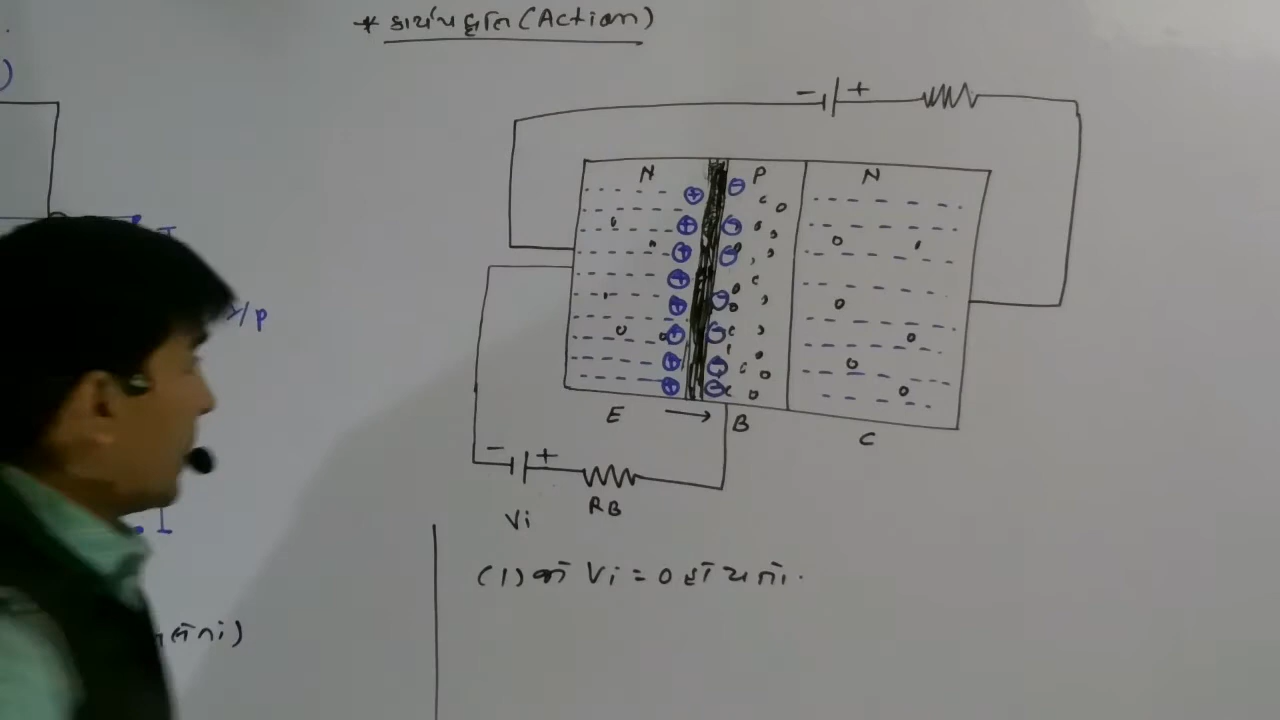 * કાર્યપદ્ધતિ (Action)
)
- +
N P N
Y/p
E → B C
- +
Vi RB
(1) જો Vi = 0 હોય તો.